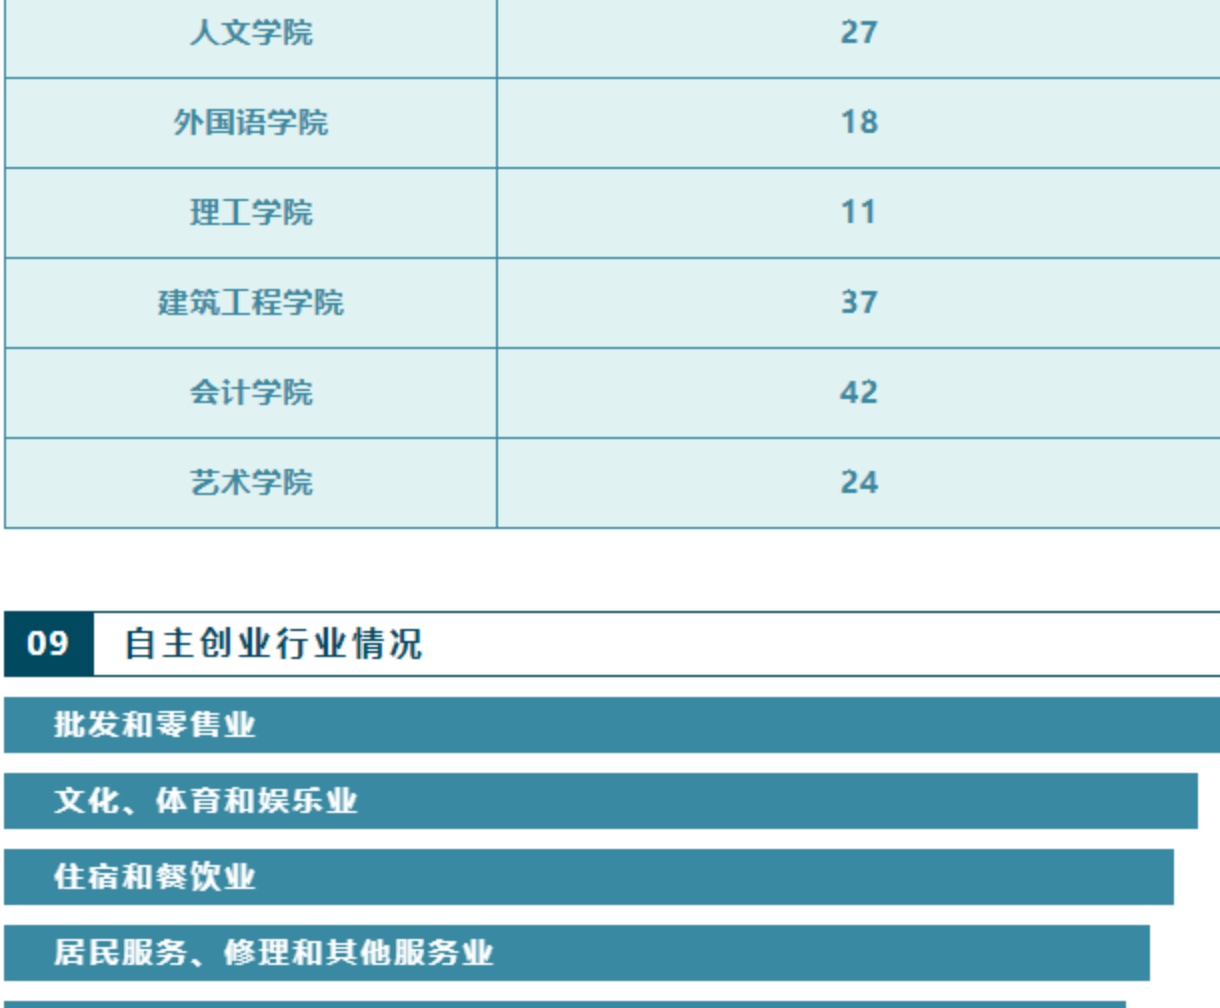 人文学院 27
外国语学院 18
理工学院 11
建筑工程学院 37
会计学院 42
艺术学院 24
09 自主创业行业情况
批发和零售业
文化、体育和娱乐业
住宿和餐饮业
居民服务、修理和其他服务业